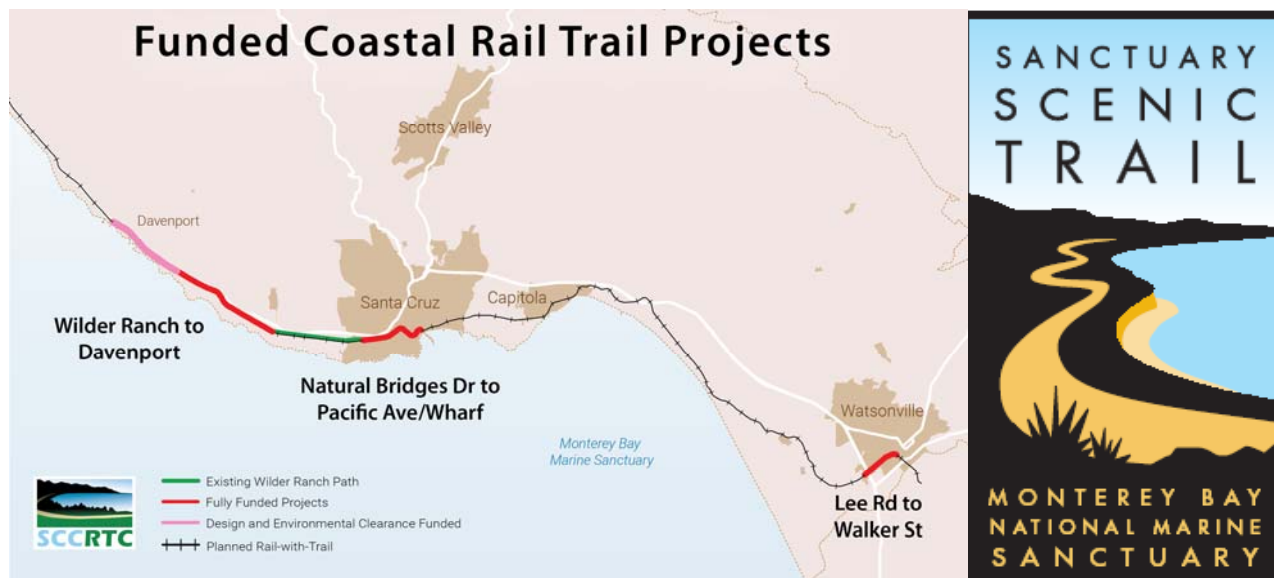 Funded Coastal Rail Trail Projects
Scotts Valley
Davenport
Santa Cruz
Capitola
Wilder Ranch to
Davenport
Natural Bridges Dr to
Pacific Ave/Wharf
Watsonville
Monterey Bay
Marine Sanctuary
Lee Rd to
Walker St
SCCRTC
Existing Wilder Ranch Path
Fully Funded Projects
Design and Environmental Clearance Funded
Planned Rail-with-Trail
SANCTUARY
SCENIC
TRAIL
MONTEREY BAY
NATIONAL MARINE
SANCTUARY